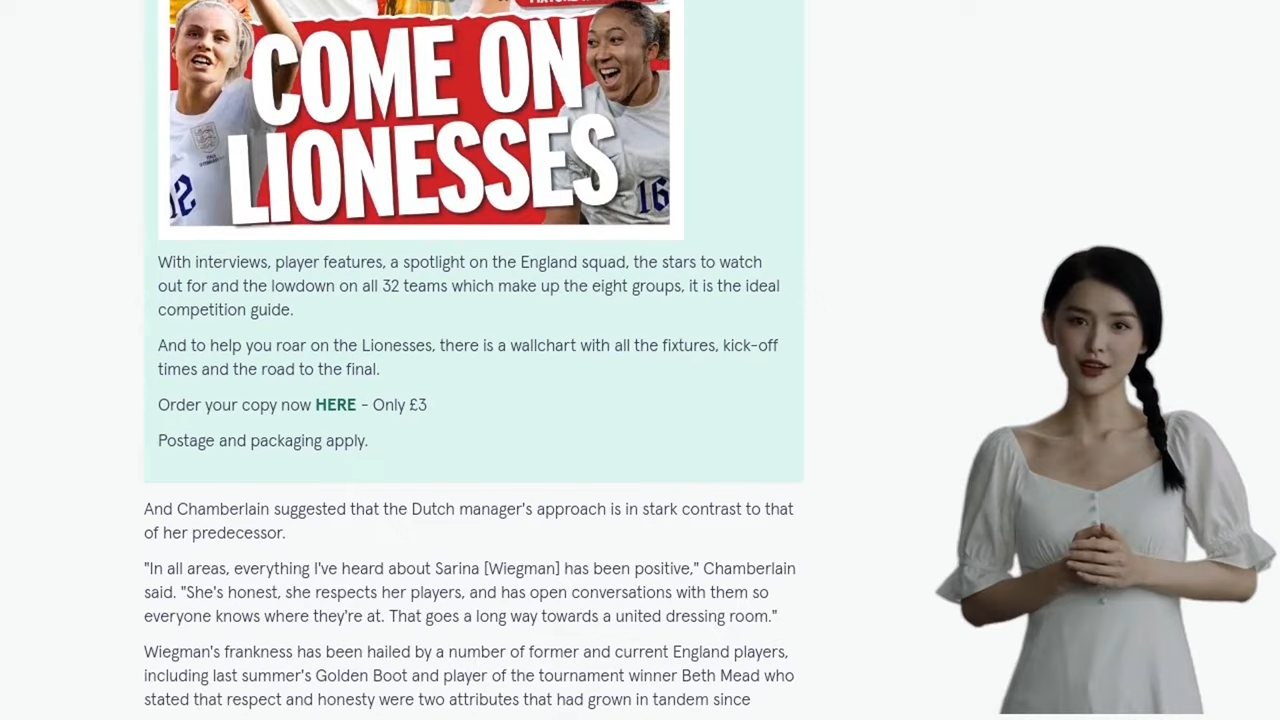 COME ON
LIONESSES
12
16
With interviews, player features, a spotlight on the England squad, the stars to watch
out for and the lowdown on all 32 teams which make up the eight groups, it is the ideal
competition guide.
And to help you roar on the Lionesses, there is a wallchart with all the fixtures, kick-off
times and the road to the final.
Order your copy now HERE - Only £3
Postage and packaging apply.
And Chamberlain suggested that the Dutch manager's approach is in stark contrast to that
of her predecessor.
"In all areas, everything I've heard about Sarina [Wiegman] has been positive," Chamberlain
said. "She's honest, she respects her players, and has open conversations with them so
everyone knows where they're at. That goes a long way towards a united dressing room."
Wiegman's frankness has been hailed by a number of former and current England players,
including last summer's Golden Boot and player of the tournament winner Beth Mead who
stated that respect and honesty were two attributes that had grown in tandem since